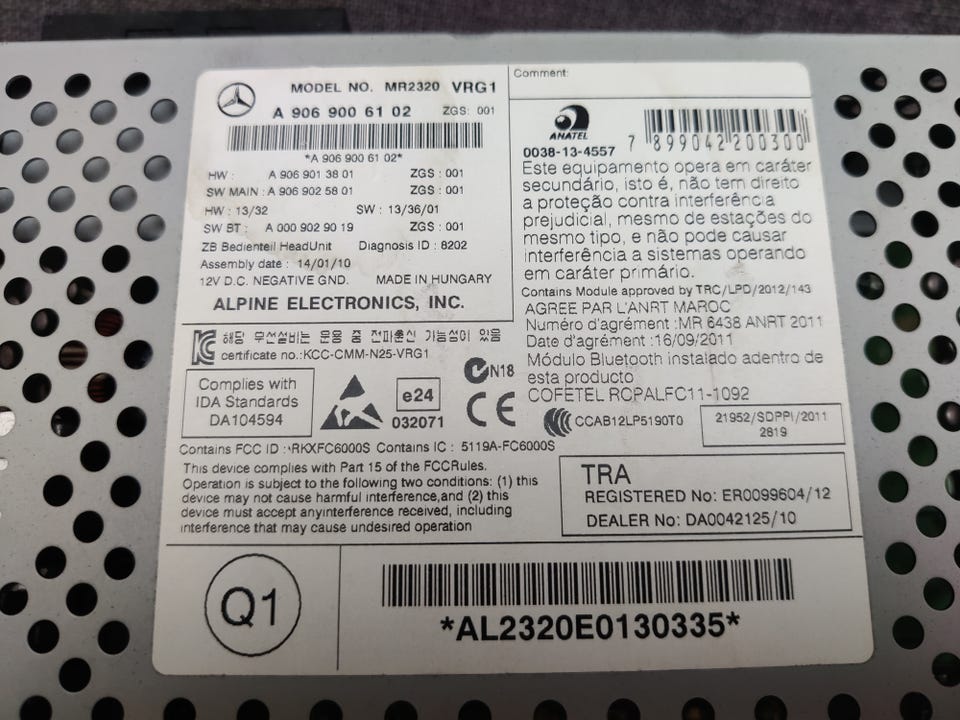 MODEL NO. MR2320 VRG1
A 906 900 61 02 ZGS: 001
*A 906 900 61 02*
HW : A 906 901 38 01 ZGS : 001
SW MAIN : A 906 902 58 01 ZGS : 001
HW : 13/32 SW : 13/36/01
SW BT : A 000 902 90 19 ZGS : 001
ZB Bedienteil HeadUnit Diagnosis ID : 8202
Assembly date : 14/01/10
12V D.C. NEGATIVE GND. MADE IN HUNGARY
ALPINE ELECTRONICS, INC.
Comment:
ANATEL
0038-13-4557
7 899042 200300
Este equipamento opera em caráter
secundário, isto é, não tem direito
a proteção contra interferência
prejudicial, mesmo de estações do
mesmo tipo, e não pode causar
interferência a sistemas operando
em caráter primário.
Contains Module approved by TRC/LPD/2012/143
AGREE PAR L'ANRT MAROC
Numéro d'agrément :MR 6438 ANRT 2011
Date d'agrément :16/09/2011
Módulo Bluetooth instalado adentro de
esta producto
COFETEL RCPALFC11-1092
해당 무선설비는 운용 중 전파혼신 가능성이 있음
certificate no.:KCC-CMM-N25-VRG1
Complies with
IDA Standards
DA104594
e24
032071
N18
CE
CCAB12LP5190T0
21952/SDPPI/2011
2819
Contains FCC ID : RKXFC6000S Contains IC : 5119A-FC6000S
This device complies with Part 15 of the FCCRules.
Operation is subject to the following two conditions: (1) this
device may not cause harmful interference,and (2) this
device must accept anyinterference received, including
interference that may cause undesired operation
TRA
REGISTERED No: ER0099604/12
DEALER No: DA0042125/10
Q1
*AL2320E0130335*